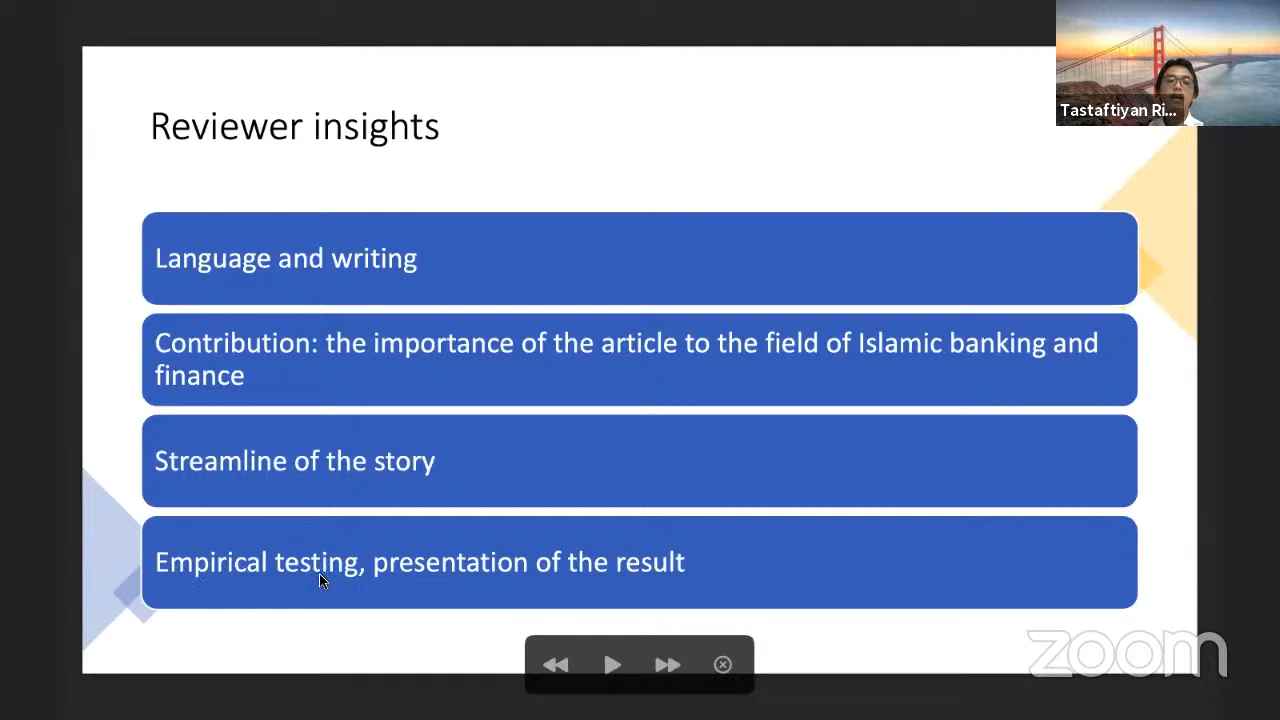 Reviewer insights
Tastaftiyan Ri...
Language and writing
Contribution: the importance of the article to the field of Islamic banking and
finance
Streamline of the story
Empirical testing, presentation of the result
zoom